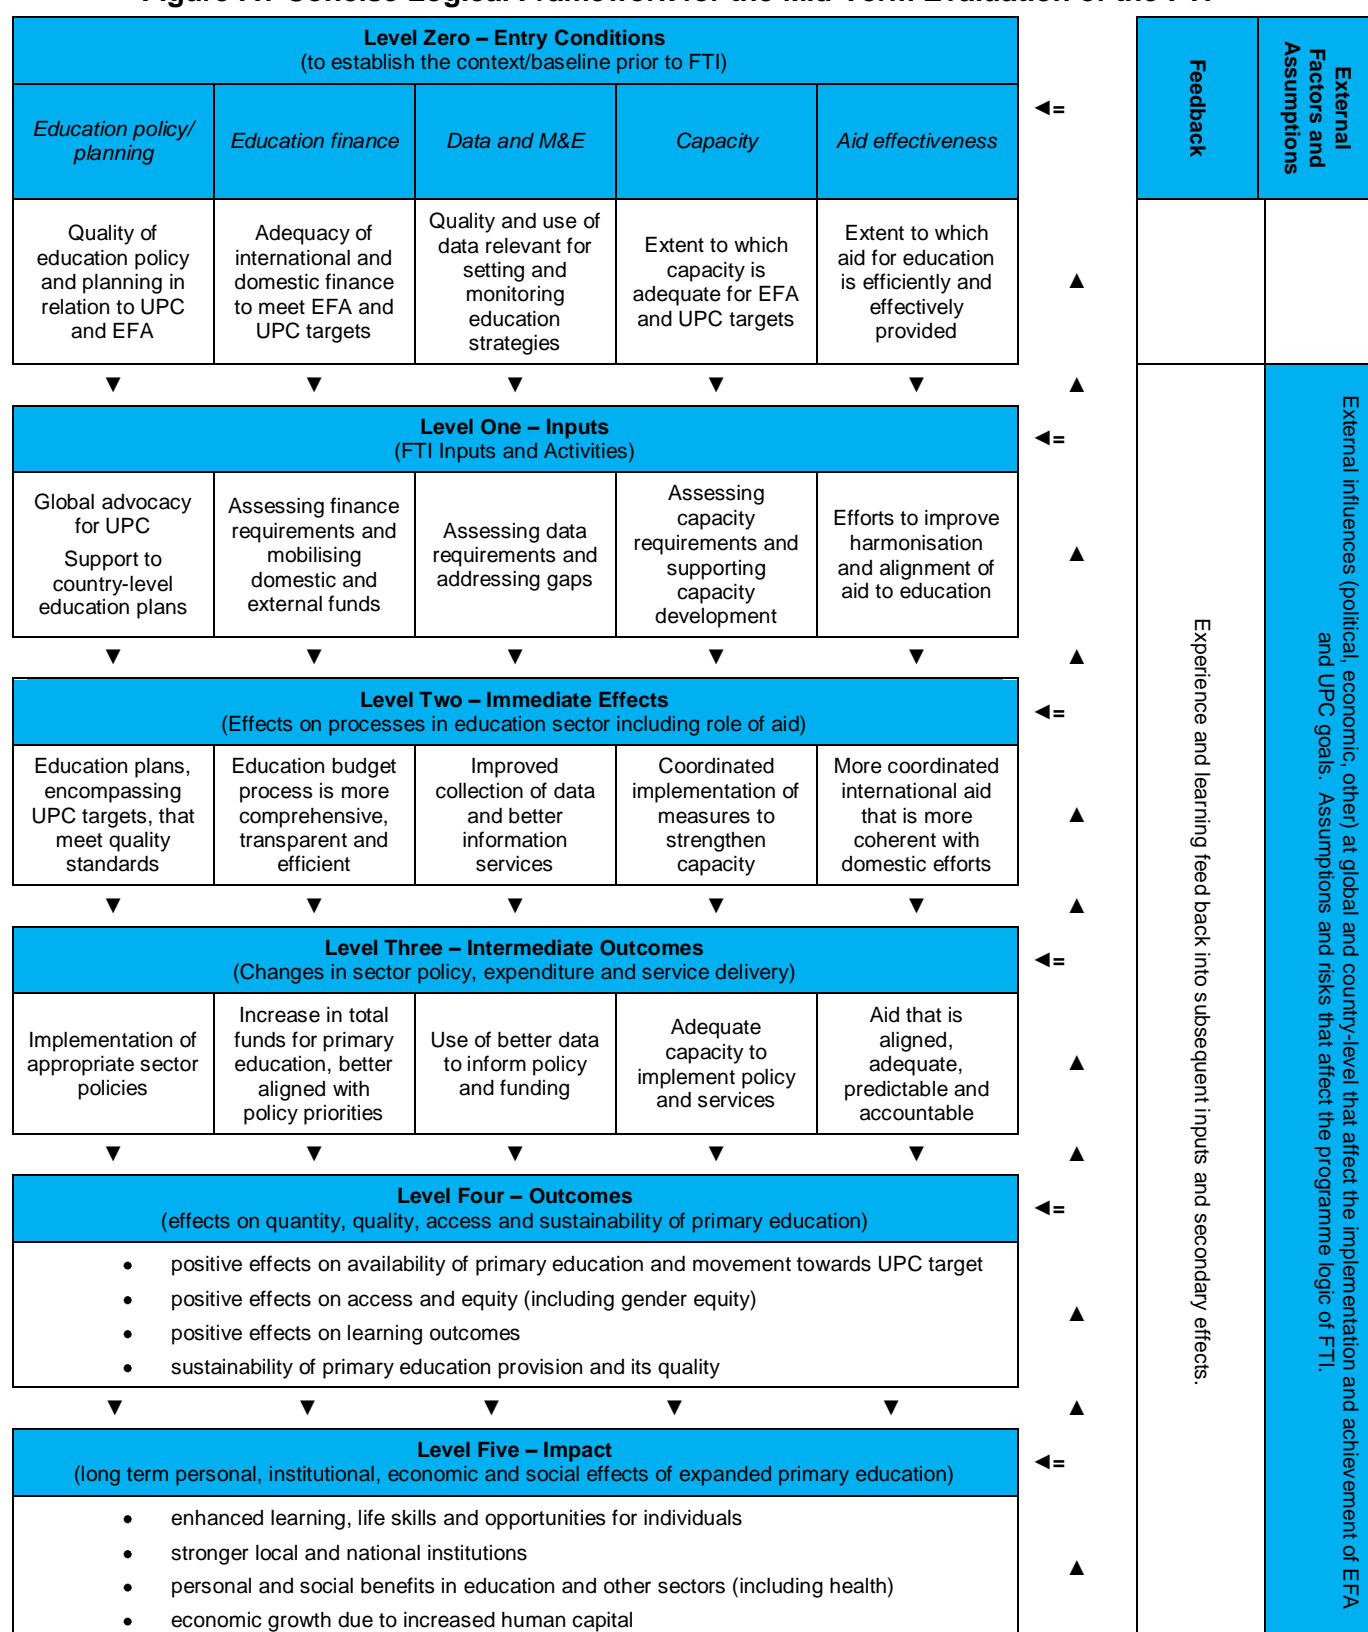 Level Zero – Entry Conditions
(to establish the context/baseline prior to FTI)
Education policy/
planning
Education finance
Data and M&E
Capacity
Aid effectiveness
Quality of
education policy
and planning in
relation to UPC
and EFA
Adequacy of
international and
domestic finance
to meet EFA and
UPC targets
Quality and use of
data relevant for
setting and
monitoring
education
strategies
Extent to which
capacity is
adequate for EFA
and UPC targets
Extent to which
aid for education
is efficiently and
effectively
provided
Level One – Inputs
(FTI Inputs and Activities)
Global advocacy
for UPC
Support to
country-level
education plans
Assessing finance
requirements and
mobilising
domestic and
external funds
Assessing data
requirements and
addressing gaps
Assessing
capacity
requirements and
supporting
capacity
development
Efforts to improve
harmonisation
and alignment of
aid to education
Level Two – Immediate Effects
(Effects on processes in education sector including role of aid)
Education plans,
encompassing
UPC targets, that
meet quality
standards
Education budget
process is more
comprehensive,
transparent and
efficient
Improved
collection of data
and better
information
services
Coordinated
implementation of
measures to
strengthen
capacity
More coordinated
international aid
that is more
coherent with
domestic efforts
Level Three – Intermediate Outcomes
(Changes in sector policy, expenditure and service delivery)
Implementation of
appropriate sector
policies
Increase in total
funds for primary
education, better
aligned with
policy priorities
Use of better data
to inform policy
and funding
Adequate
capacity to
implement policy
and services
Aid that is
aligned,
adequate,
predictable and
accountable
Level Four – Outcomes
(effects on quantity, quality, access and sustainability of primary education)
• positive effects on availability of primary education and movement towards UPC target
• positive effects on access and equity (including gender equity)
• positive effects on learning outcomes
• sustainability of primary education provision and its quality
Level Five – Impact
(long term personal, institutional, economic and social effects of expanded primary education)
• enhanced learning, life skills and opportunities for individuals
• stronger local and national institutions
• personal and social benefits in education and other sectors (including health)
• economic growth due to increased human capital
Feedback
Experience and learning feed back into subsequent inputs and secondary effects.
External
Factors and
Assumptions
External influences (political, economic, other) at global and country-level that affect the implementation and achievement of EFA
and UPC goals. Assumptions and risks that affect the programme logic of FTI.